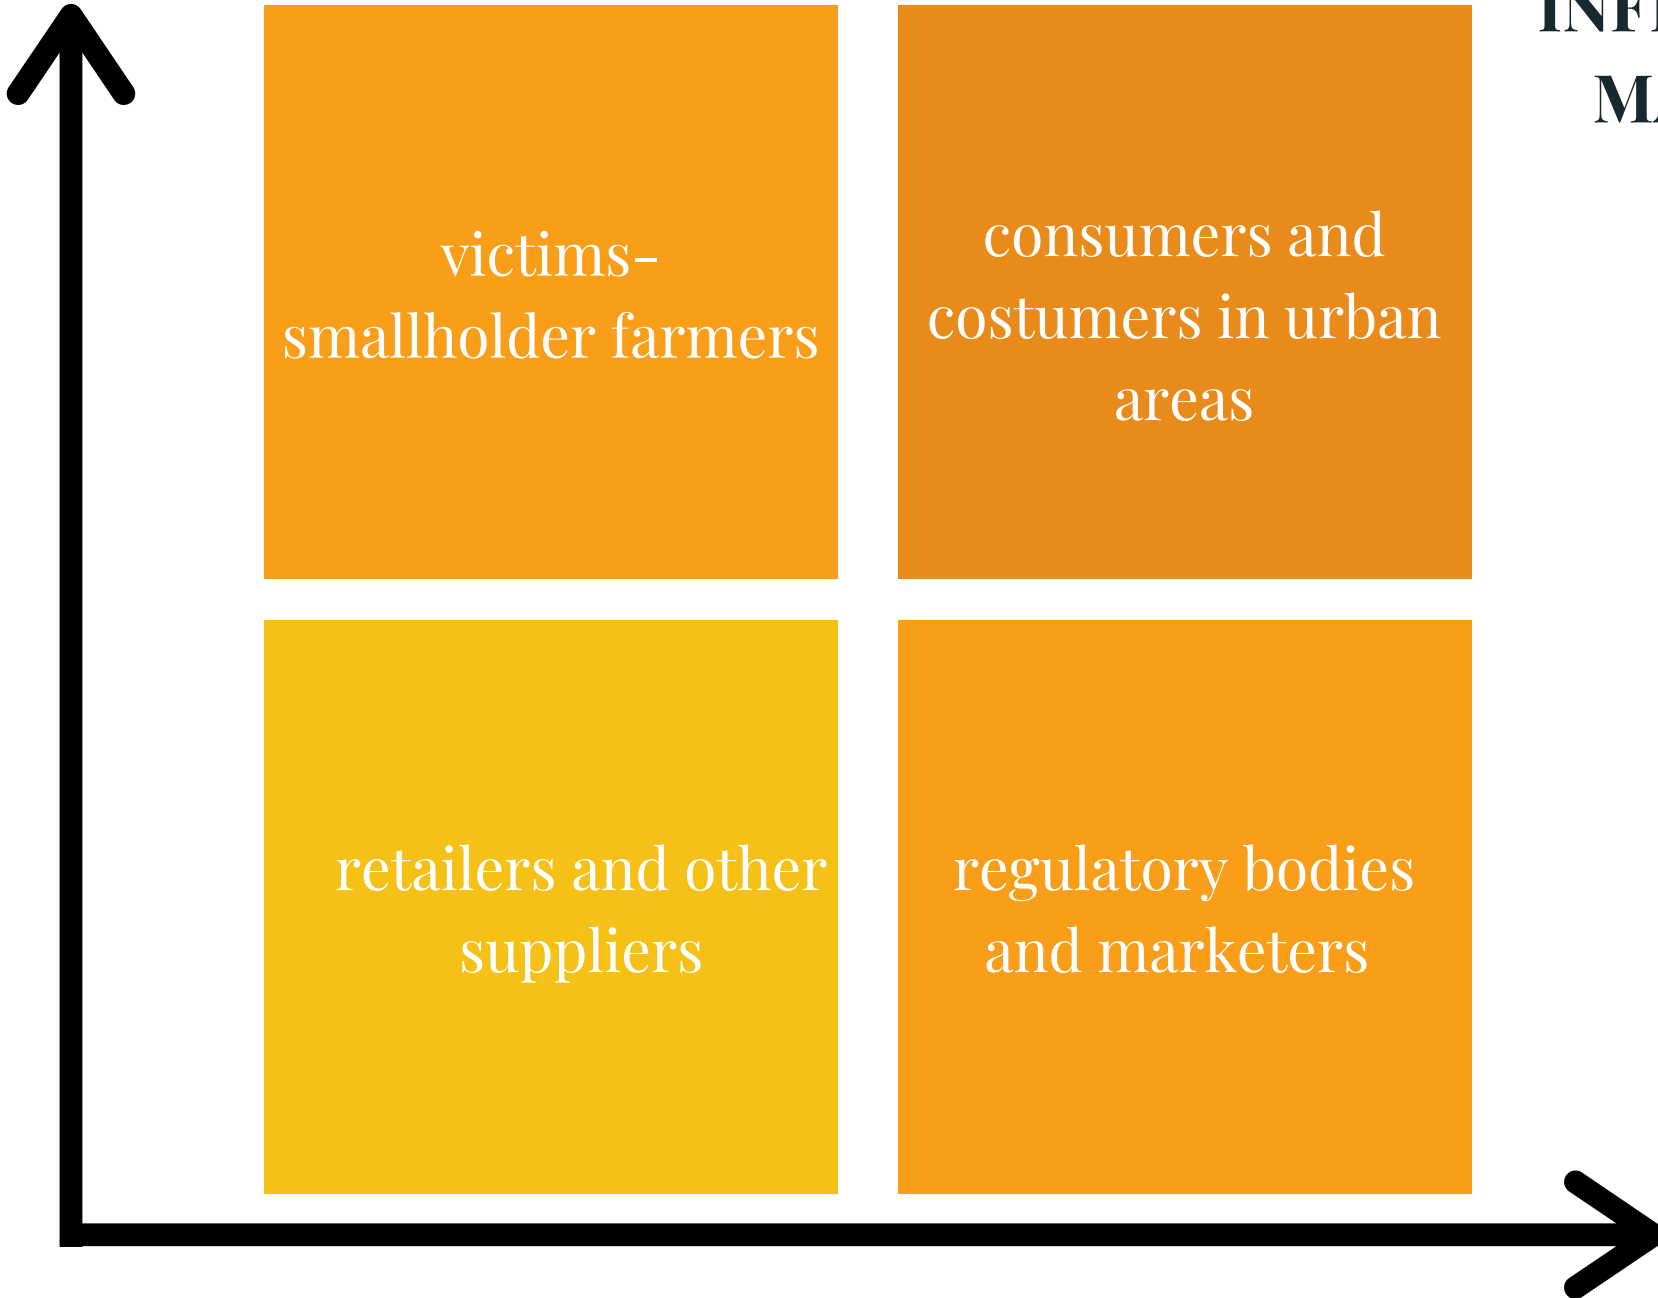 victims-
smallholder farmers
consumers and
costumers in urban
areas
retailers and other
suppliers
regulatory bodies
and marketers